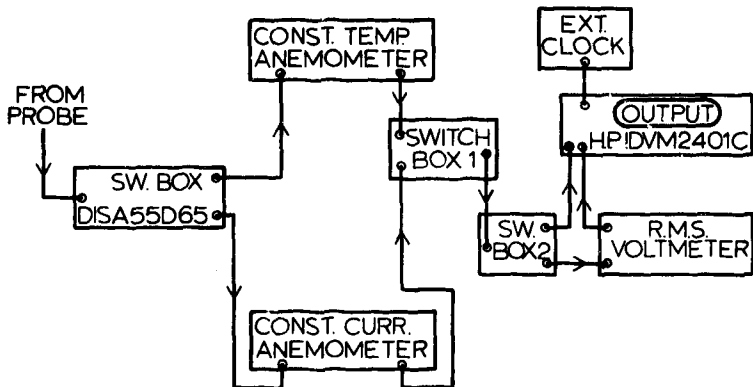 FROM
PROBE
SW. BOX
DISA55D65
CONST. TEMP.
ANEMOMETER
CONST. CURR.
ANEMOMETER
SWITCH
BOX 1
SW.
BOX2
EXT.
CLOCK
OUTPUT
H.P. DVM2401C
R.M.S.
VOLTMETER